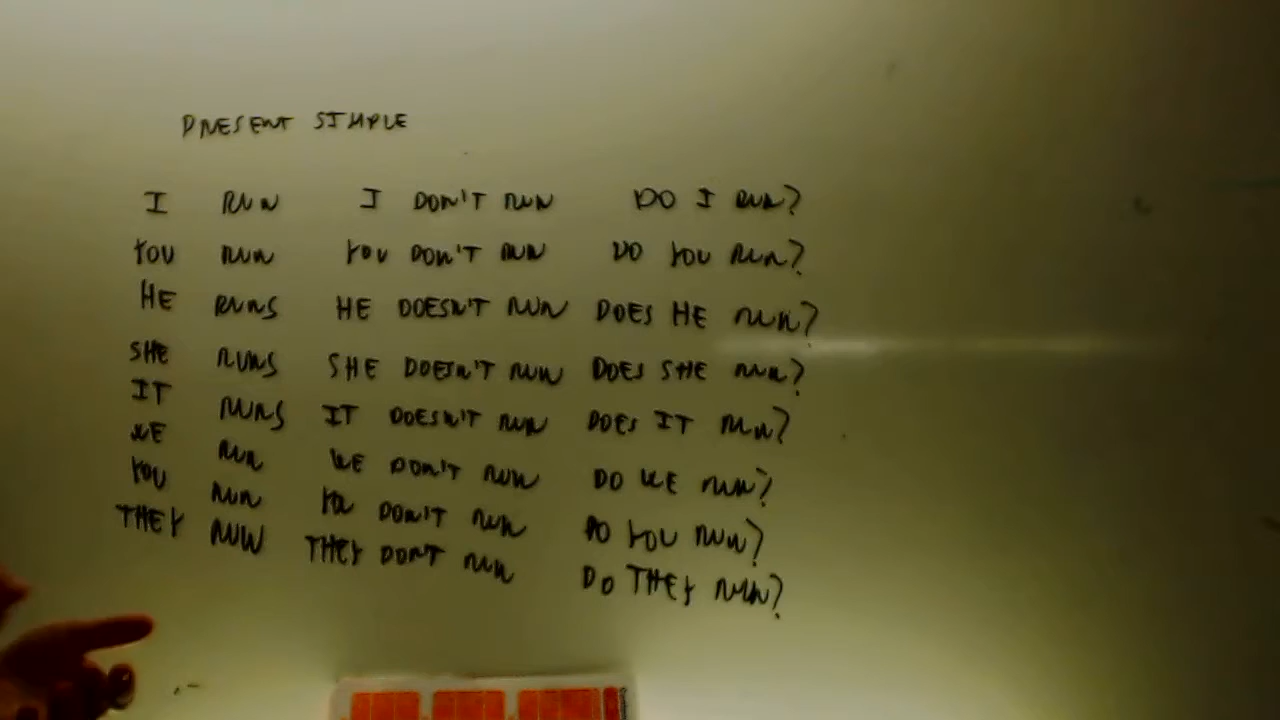 PRESENT SIMPLE
I RUN I DON'T RUN DO I RUN?
YOU RUN YOU DON'T RUN DO YOU RUN?
HE RUNS HE DOESN'T RUN DOES HE RUN?
SHE RUNS SHE DOESN'T RUN DOES SHE RUN?
IT RUNS IT DOESN'T RUN DOES IT RUN?
WE RUN WE DON'T RUN DO WE RUN?
YOU RUN YOU DON'T RUN DO YOU RUN?
THEY RUN THEY DON'T RUN DO THEY RUN?